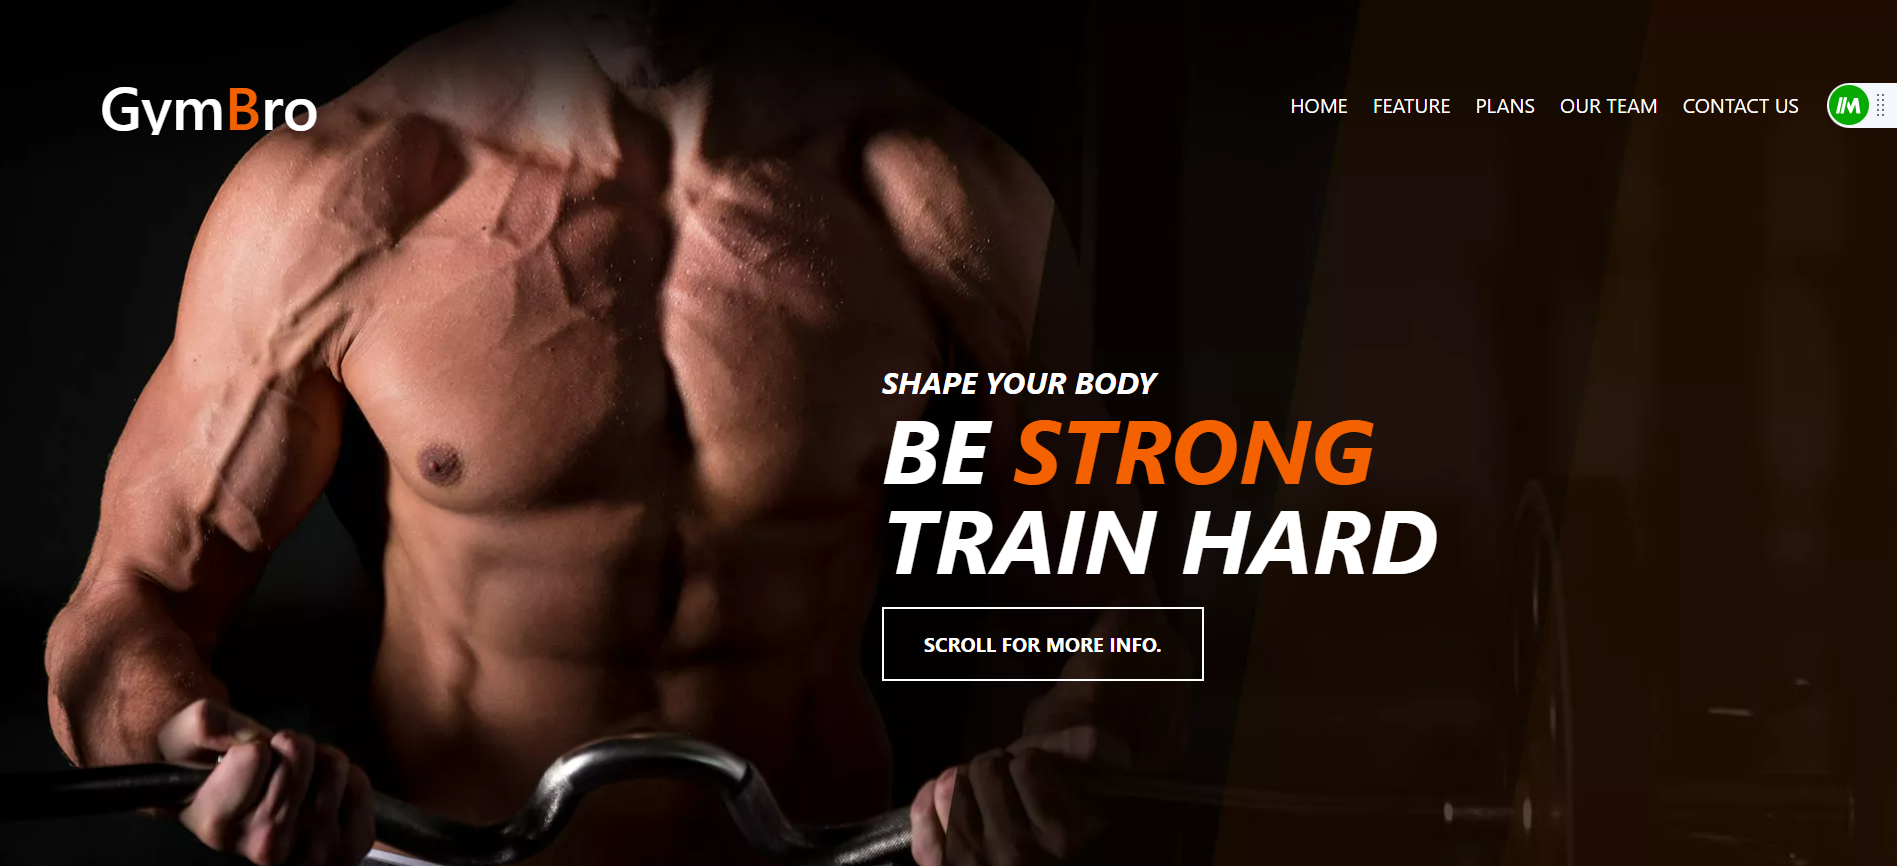 GymBro
HOME FEATURE PLANS OUR TEAM CONTACT US
SHAPE YOUR BODY
BE STRONG
TRAIN HARD
SCROLL FOR MORE INFO.